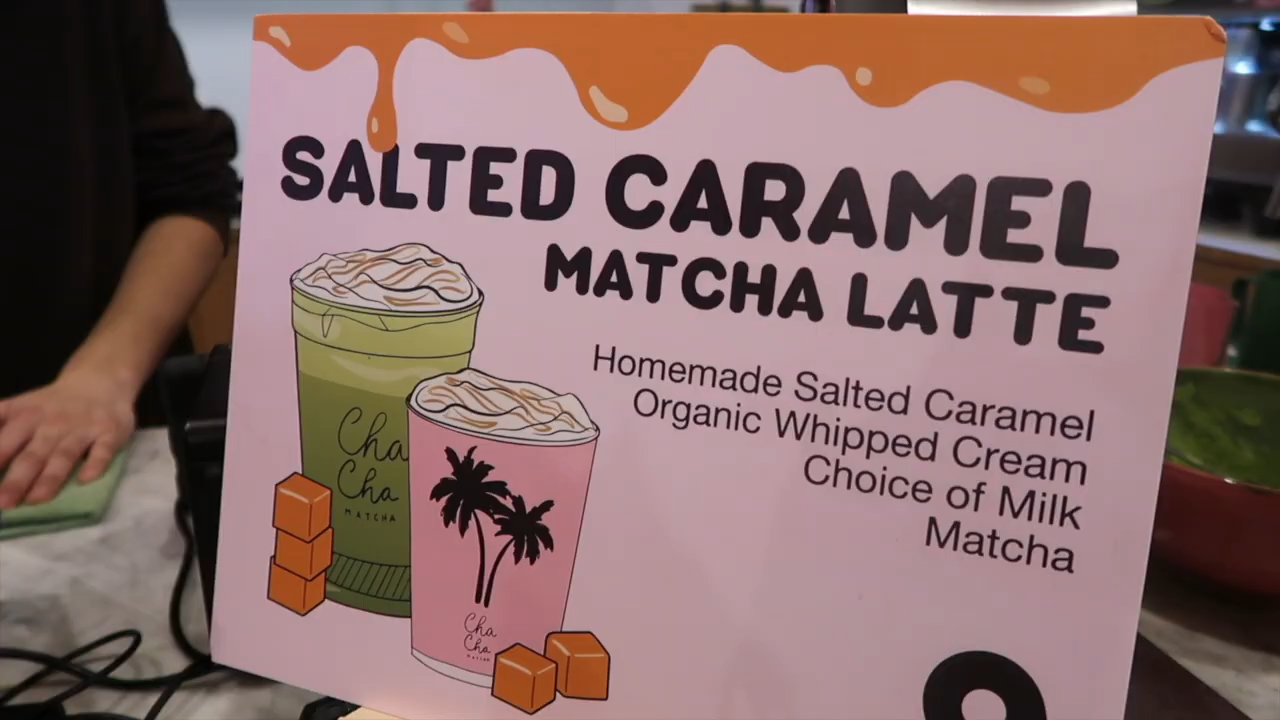 SALTED CARAMEL
MATCHA LATTE
Homemade Salted Caramel
Organic Whipped Cream
Choice of Milk
Matcha
Cha
Cha
MATCHA
Cha
Cha